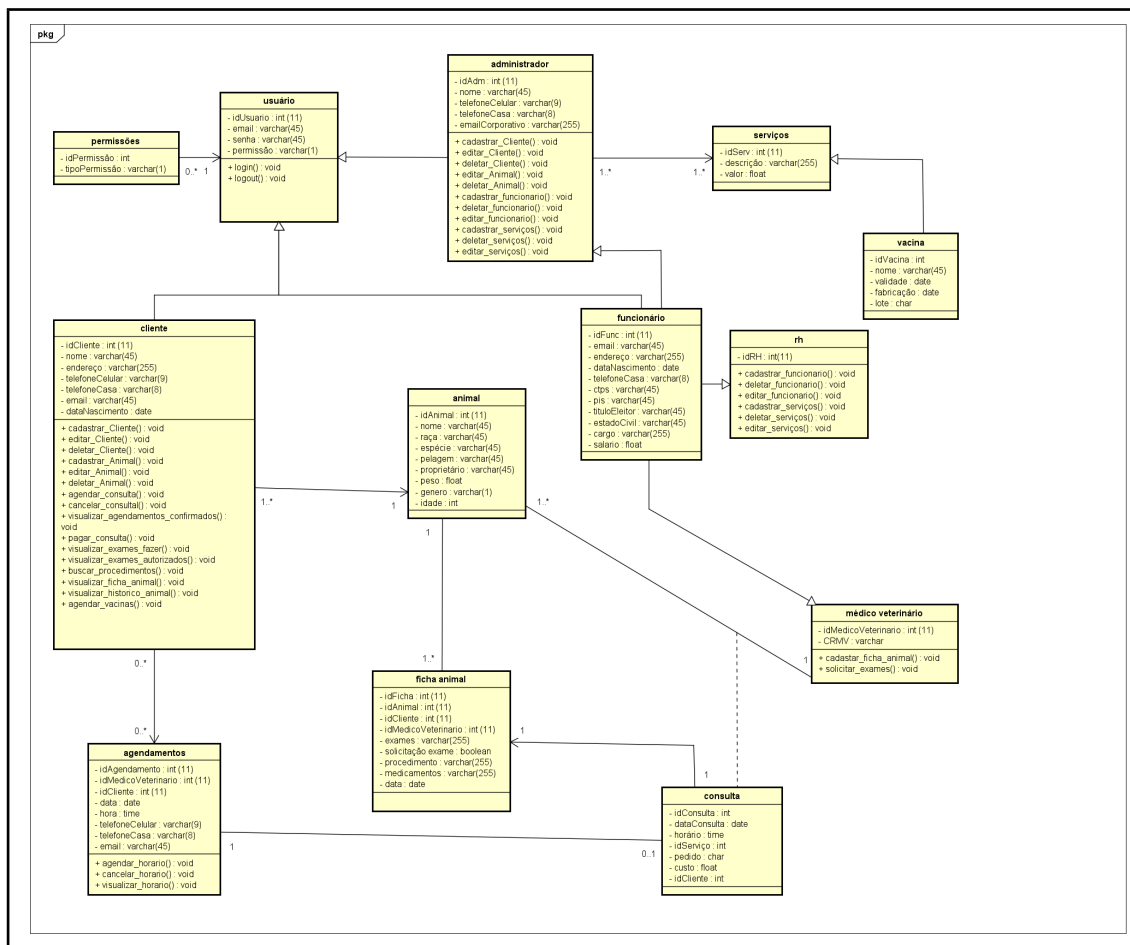 pkg
administrador
- idAdm : int (11)
- nome : varchar(45)
- telefoneCelular : varchar(9)
- telefoneCasa : varchar(8)
- emailCorporativo : varchar(255)
+ cadastrar_Cliente() : void
+ editar_Cliente() : void
+ deletar_Cliente() : void
+ editar_Animal() : void
+ deletar_Animal() : void
+ cadastrar_funcionario() : void
+ deletar_funcionario() : void
+ editar_funcionario() : void
+ cadastrar_serviços() : void
+ deletar_serviços() : void
+ editar_serviços() : void
usuário
- idUsuario : int (11)
- email : varchar(45)
- senha : varchar(45)
- permissão : varchar(1)
+ login() : void
+ logout() : void
permissões
- idPermissão : int
- tipoPermissão : varchar(1)
0..* 1
serviços
- idServ : int (11)
- descrição : varchar(255)
- valor : float
1..* 1..*
vacina
- idVacina : int
- nome : varchar(45)
- validade : date
- fabricação : date
- lote : char
cliente
- idCliente : int (11)
- nome : varchar(45)
- endereço : varchar(255)
- telefoneCelular : varchar(9)
- telefoneCasa : varchar(8)
- email : varchar(45)
- dataNascimento : date
+ cadastrar_Cliente() : void
+ editar_Cliente() : void
+ deletar_Cliente() : void
+ cadastrar_Animal() : void
+ editar_Animal() : void
+ deletar_Animal() : void
+ agendar_consulta() : void
+ cancelar_consultal() : void
+ visualizar_agendamentos_confirmados() :
void
+ pagar_consulta() : void
+ visualizar_exames_fazer() : void
+ visualizar_exames_autorizados() : void
+ buscar_procedimentos() : void
+ visualizar_ficha_animal() : void
+ visualizar_historico_animal() : void
+ agendar_vacinas() : void
funcionário
- idFunc : int (11)
- email : varchar(45)
- endereço : varchar(255)
- dataNascimento : date
- telefoneCasa : varchar(8)
- ctps : varchar(45)
- pis : varchar(45)
- tituloEleitor : varchar(45)
- estadoCivil : varchar(45)
- cargo : varchar(255)
- salario : float
rh
- idRH : int(11)
+ cadastrar_funcionario() : void
+ deletar_funcionario() : void
+ editar_funcionario() : void
+ cadastrar_serviços() : void
+ deletar_serviços() : void
+ editar_serviços() : void
animal
- idAnimal : int (11)
- nome : varchar(45)
- raça : varchar(45)
- espécie : varchar(45)
- pelagem : varchar(45)
- proprietário : varchar(45)
- peso : float
- genero : varchar(1)
- idade : int
1..* 1
1..*
1
médico veterinário
- idMedicoVeterinario : int (11)
- CRMV : varchar
+ cadastar_ficha_animal() : void
+ solicitar_exames() : void
1
0..*
1..*
ficha animal
- idFicha : int (11)
- idAnimal : int (11)
- idCliente : int (11)
- idMedicoVeterinario : int (11)
- exames : varchar(255)
- solicitação exame : boolean
- procedimento : varchar(255)
- medicamentos : varchar(255)
- data : date
1
1
0..*
agendamentos
- idAgendamento : int (11)
- idMedicoVeterinario : int (11)
- idCliente : int (11)
- data : date
- hora : time
- telefoneCelular : varchar(9)
- telefoneCasa : varchar(8)
- email : varchar(45)
+ agendar_horario() : void
+ cancelar_horario() : void
+ visualizar_horario() : void
1
0..1
consulta
- idConsulta : int
- dataConsulta : date
- horário : time
- idServiço : int
- pedido : char
- custo : float
- idCliente : int